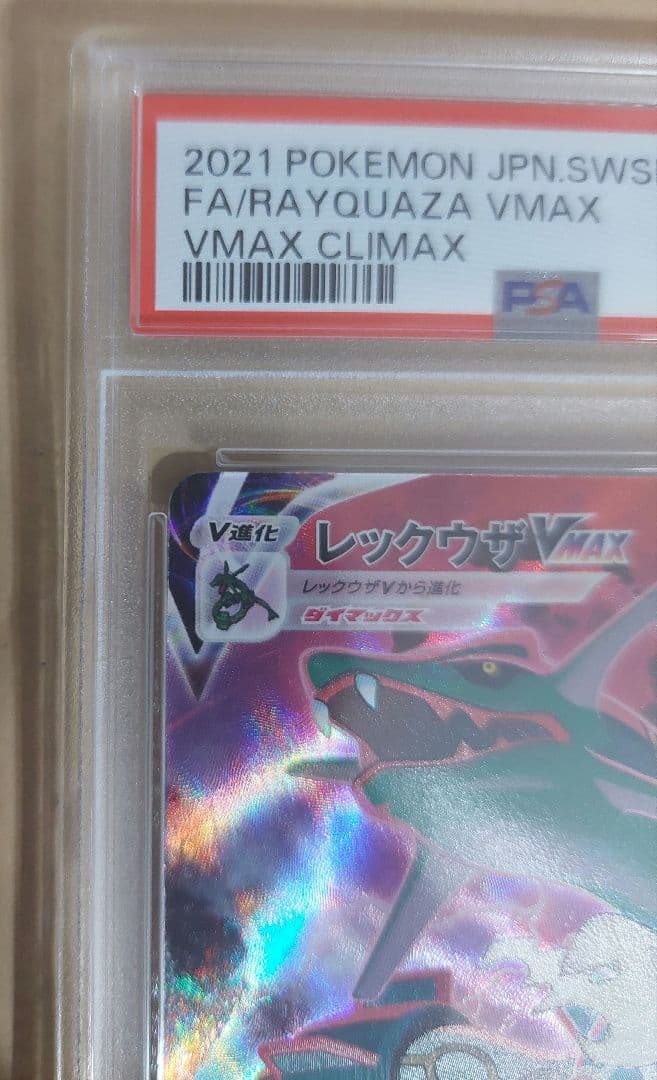 2021 POKEMON JPN.SWS
FA/RAYQUAZA VMAX
VMAX CLIMAX
PSA
V進化
レックウザVMAX
レックウザVから進化
ダイマックス